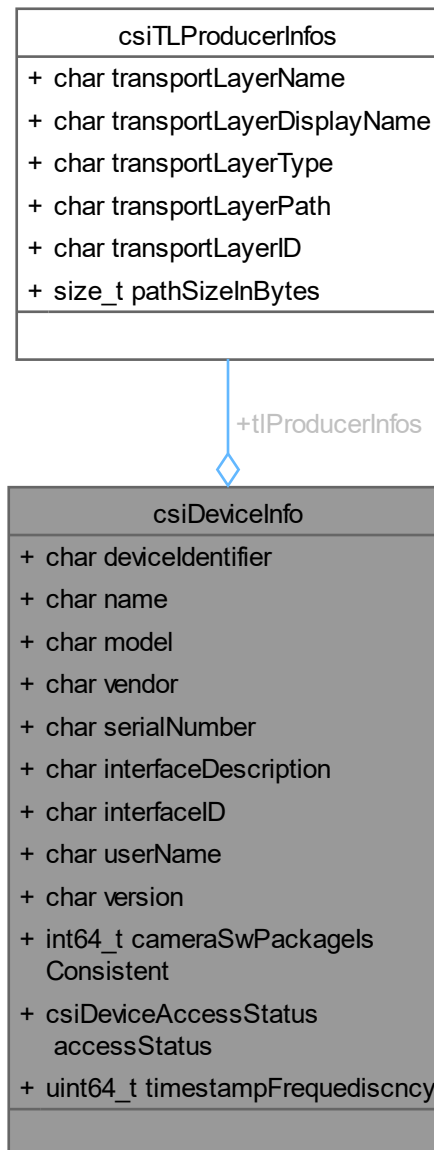 csiTLProducerInfos
+ char transportLayerName
+ char transportLayerDisplayName
+ char transportLayerType
+ char transportLayerPath
+ char transportLayerID
+ size_t pathSizeInBytes
+tlProducerInfos
csiDeviceInfo
+ char deviceIdentifier
+ char name
+ char model
+ char vendor
+ char serialNumber
+ char interfaceDescription
+ char interfaceID
+ char userName
+ char version
+ int64_t cameraSwPackageIs
Consistent
+ csiDeviceAccessStatus
accessStatus
+ uint64_t timestampFrequediscncy